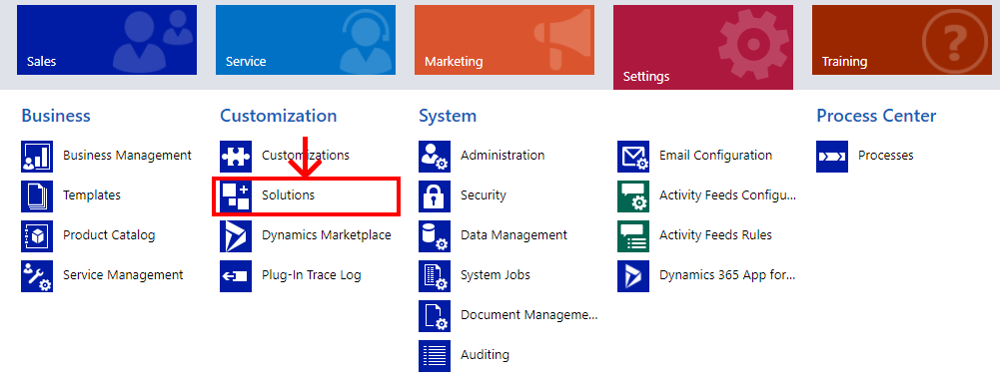 Sales
Service
Marketing
Settings
Training
Business
Business Management
Templates
Product Catalog
Service Management
Customization
Customizations
Solutions
Dynamics Marketplace
Plug-In Trace Log
System
Administration
Security
Data Management
System Jobs
Document Manageme...
Auditing
Email Configuration
Activity Feeds Configu...
Activity Feeds Rules
Dynamics 365 App for...
Process Center
Processes